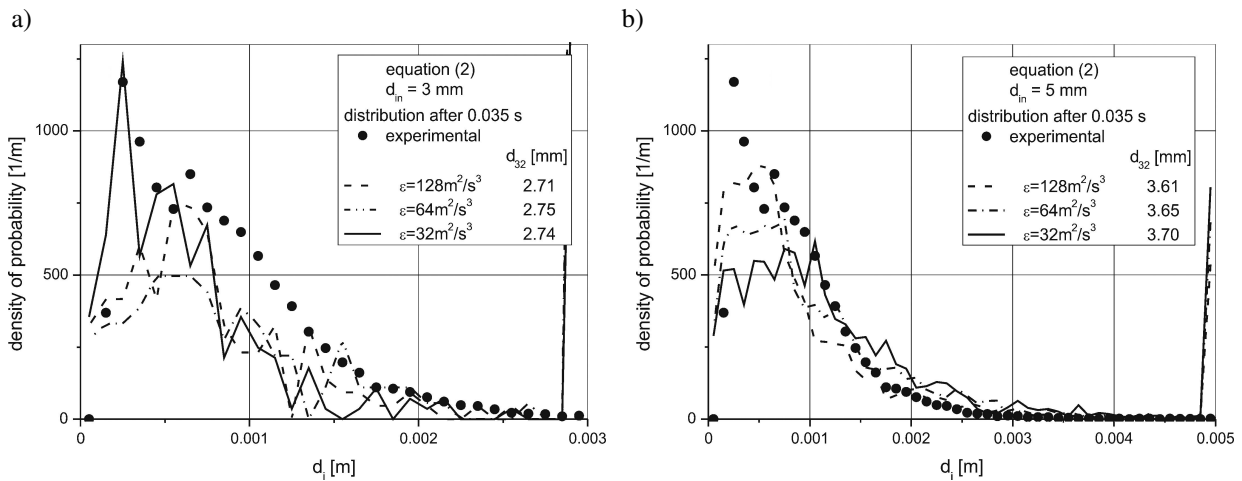 a)
equation (2)
d_in = 3 mm
distribution after 0.035 s
experimental
d_32 [mm]
ε=128m²/s³ 2.71
ε=64m²/s³ 2.75
ε=32m²/s³ 2.74
density of probability [1/m]
1000
500
0
0 0.001 0.002 0.003
d_i [m]
b)
equation (2)
d_in = 5 mm
distribution after 0.035 s
experimental
d_32 [mm]
ε=128m²/s³ 3.61
ε=64m²/s³ 3.65
ε=32m²/s³ 3.70
density of probability [1/m]
1000
500
0
0 0.001 0.002 0.003 0.004 0.005
d_i [m]